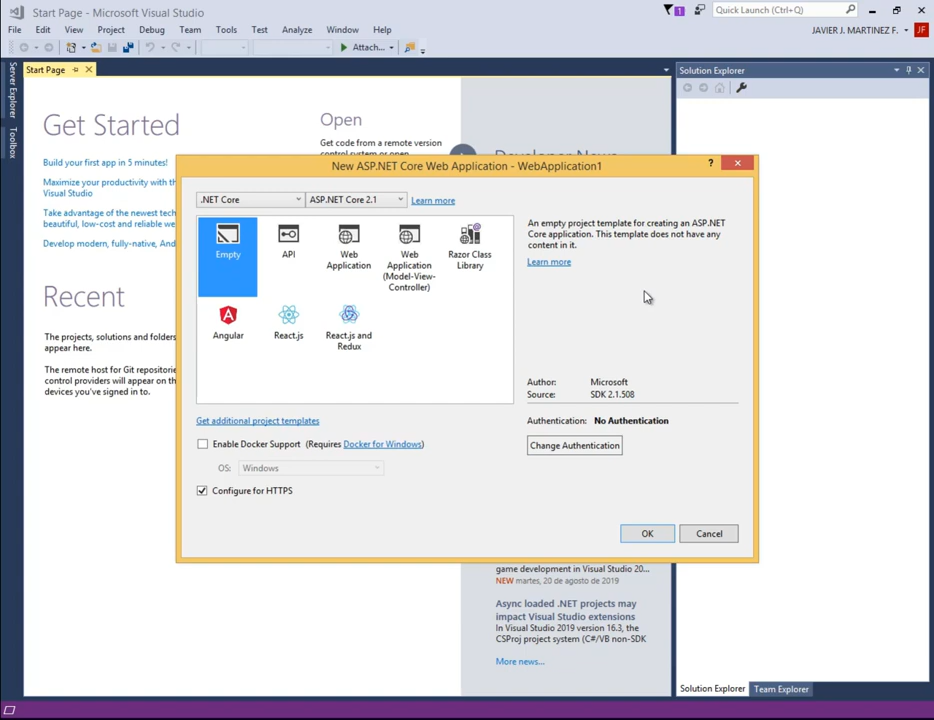 Start Page - Microsoft Visual Studio
1
Quick Launch (Ctrl+Q)
File Edit View Project Debug Team Tools Test Analyze Window Help
JAVIER J. MARTINEZ F.
JF
Attach...
Server Explorer
Toolbox
Start Page
Solution Explorer
Get Started
Build your first app in 5 minutes!
Maximize your productivity with th
Visual Studio
Take advantage of the newest tech
beautiful, low-cost and reliable we
Develop modern, fully-native, And
Open
Get code from a remote version
control system or open
Developer News
Recent
The projects, solutions and folders
appear here.
The remote host for Git repositorie
control providers will appear on th
devices you've signed in to.
New ASP.NET Core Web Application - WebApplication1
?
.NET Core
ASP.NET Core 2.1
Learn more
Empty
API
Web
Application
Web
Application
(Model-View-
Controller)
Razor Class
Library
Angular
React.js
React.js and
Redux
An empty project template for creating an ASP.NET
Core application. This template does not have any
content in it.
Learn more
Author: Microsoft
Source: SDK 2.1.508
Authentication: No Authentication
Change Authentication
Get additional project templates
Enable Docker Support (Requires Docker for Windows)
OS: Windows
Configure for HTTPS
OK
Cancel
game development in Visual Studio 20...
NEW martes, 20 de agosto de 2019
Async loaded .NET projects may
impact Visual Studio extensions
In Visual Studio 2019 version 16.3, the
CSProj project system (C#/VB non-SDK
More news...
Solution Explorer Team Explorer